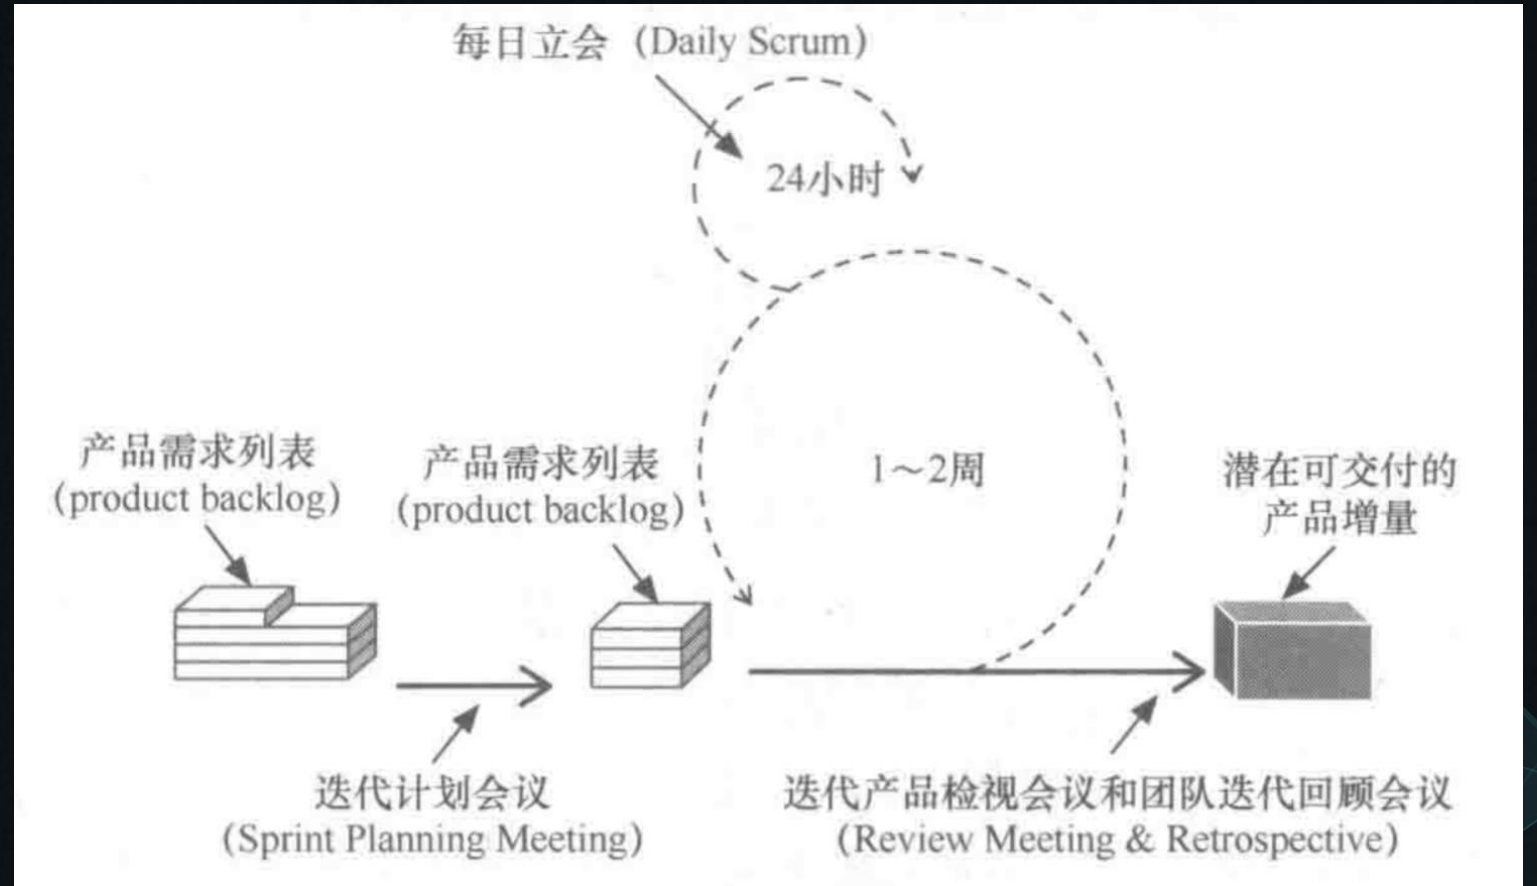 每日立会（Daily Scrum）
24小时
1～2周
产品需求列表
(product backlog)
产品需求列表
(product backlog)
潜在可交付的
产品增量
迭代计划会议
(Sprint Planning Meeting)
迭代产品检视会议和团队迭代回顾会议
(Review Meeting & Retrospective)